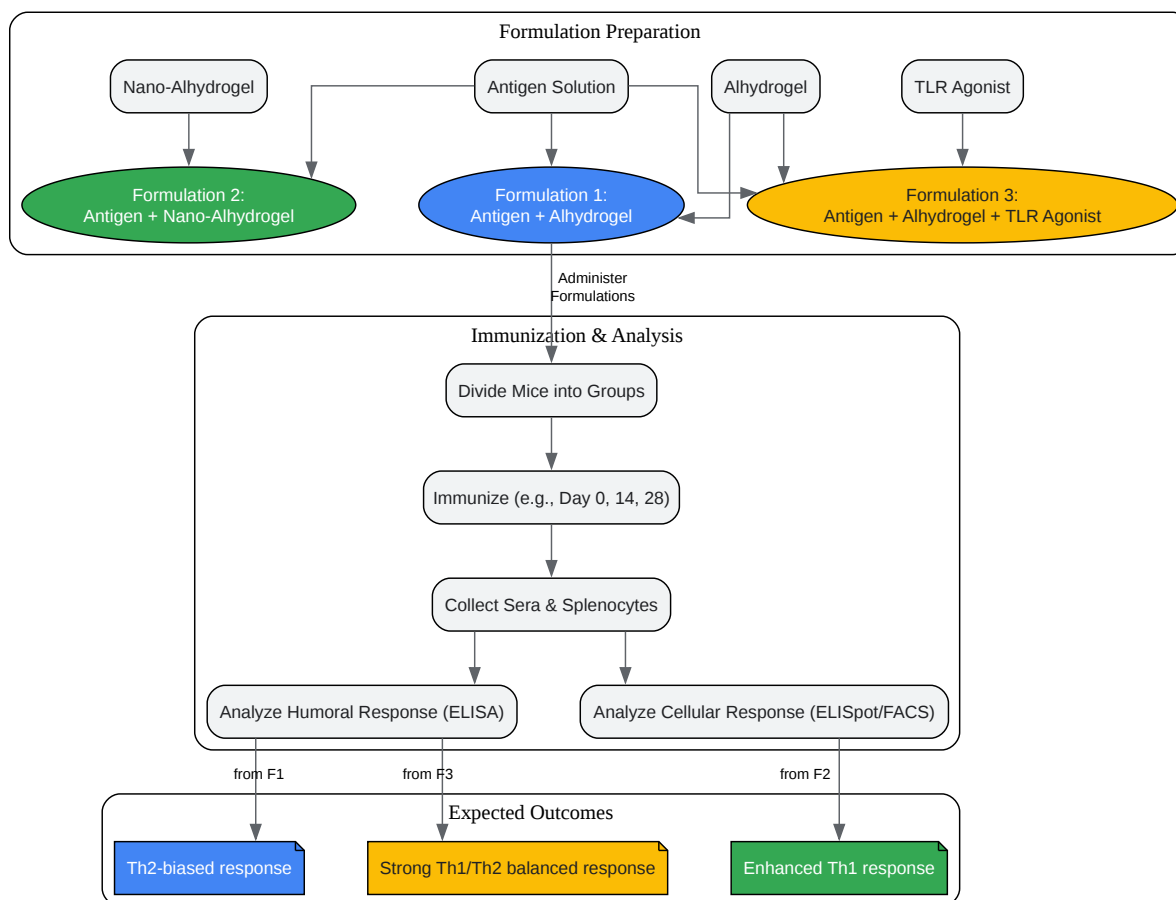 Formulation Preparation
Nano-Alhydrogel
Antigen Solution
Alhydrogel
TLR Agonist
Formulation 2:
Antigen + Nano-Alhydrogel
Formulation 1:
Antigen + Alhydrogel
Formulation 3:
Antigen + Alhydrogel + TLR Agonist
Administer
Formulations
Immunization & Analysis
Divide Mice into Groups
Immunize (e.g., Day 0, 14, 28)
Collect Sera & Splenocytes
Analyze Humoral Response (ELISA)
Analyze Cellular Response (ELISpot/FACS)
from F1
from F3
from F2
Expected Outcomes
Th2-biased response
Strong Th1/Th2 balanced response
Enhanced Th1 response